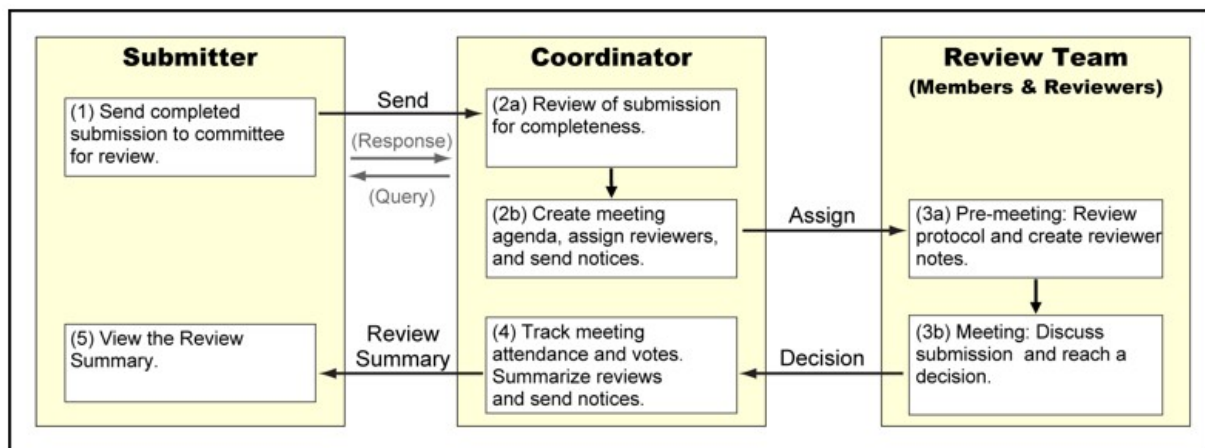 Submitter
(1) Send completed
submission to committee
for review.
Send
(Response)
(Query)
Coordinator
(2a) Review of submission
for completeness.
(2b) Create meeting
agenda, assign reviewers,
and send notices.
Assign
Review Team
(Members & Reviewers)
(3a) Pre-meeting: Review
protocol and create reviewer
notes.
(3b) Meeting: Discuss
submission and reach a
decision.
Decision
(4) Track meeting
attendance and votes.
Summarize reviews
and send notices.
Review
Summary
(5) View the Review
Summary.